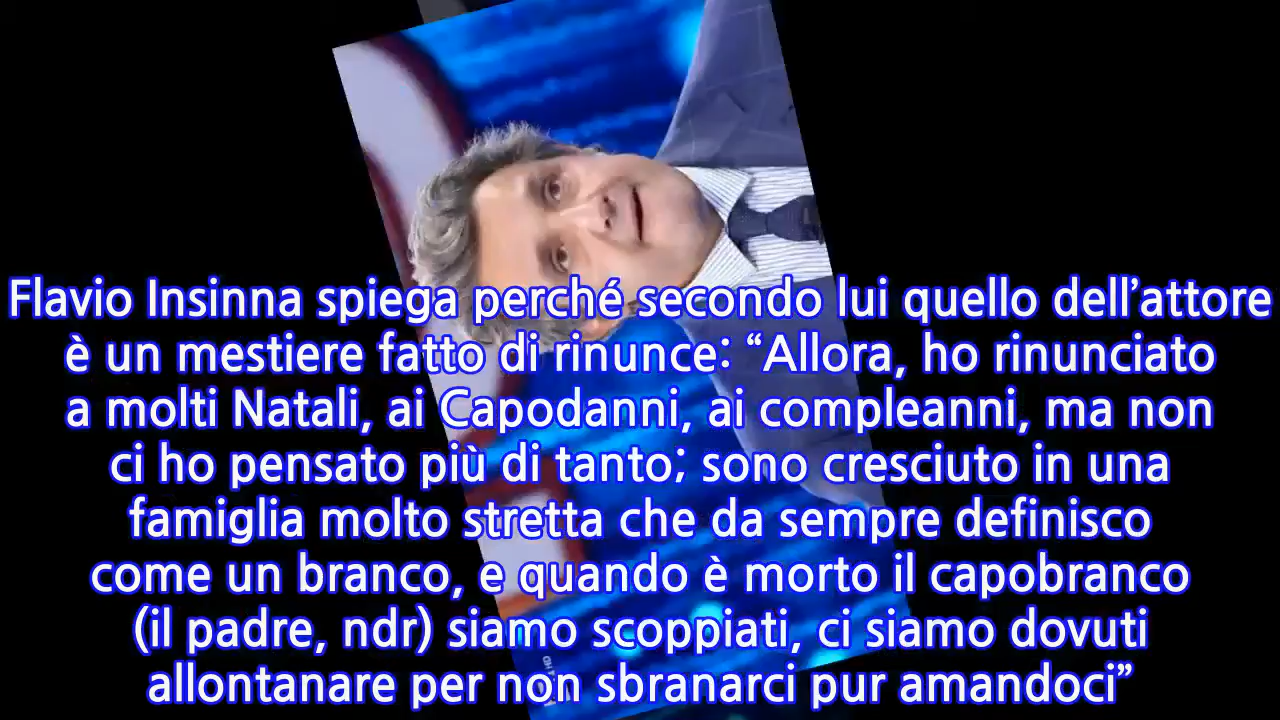 Flavio Insinna spiega perché secondo lui quello dell’attore
è un mestiere fatto di rinunce: “Allora, ho rinunciato
a molti Natali, ai Capodanni, ai compleanni, ma non
ci ho pensato più di tanto; sono cresciuto in una
famiglia molto stretta che da sempre definisco
come un branco, e quando è morto il capobranco
(il padre, ndr) siamo scoppiati, ci siamo dovuti
allontanare per non sbranarci pur amandoci”